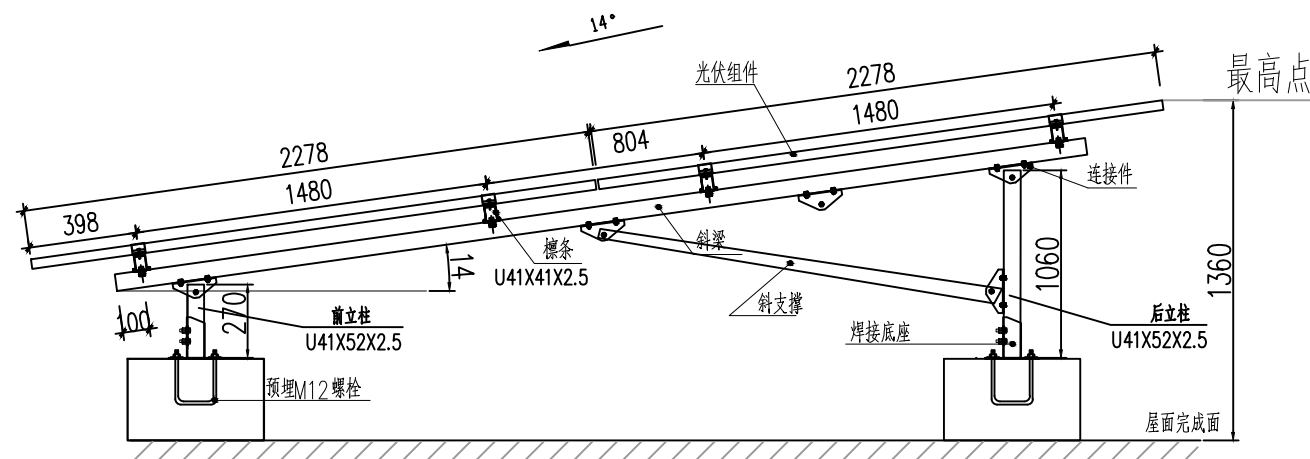 14°
光伏组件
2278
最高点
1480
804
2278
1480
398
连接件
檩条
U41X41X2.5
斜梁
14
斜支撑
1060
1360
100
270
前立柱
U41X52X2.5
焊接底座
后立柱
U41X52X2.5
预埋M12螺栓
屋面完成面